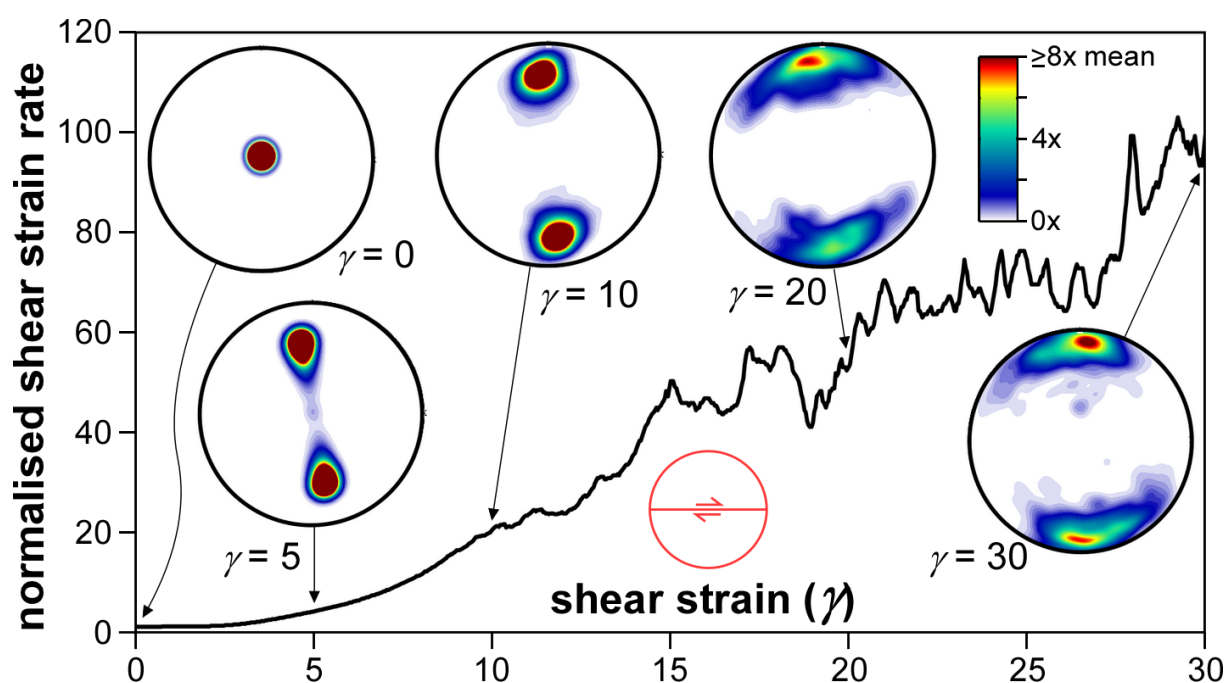 normalised shear strain rate
120
100
80
60
40
20
0
≥8x mean
4x
0x
γ = 0
γ = 5
γ = 10
γ = 20
γ = 30
shear strain (γ)
0
5
10
15
20
25
30